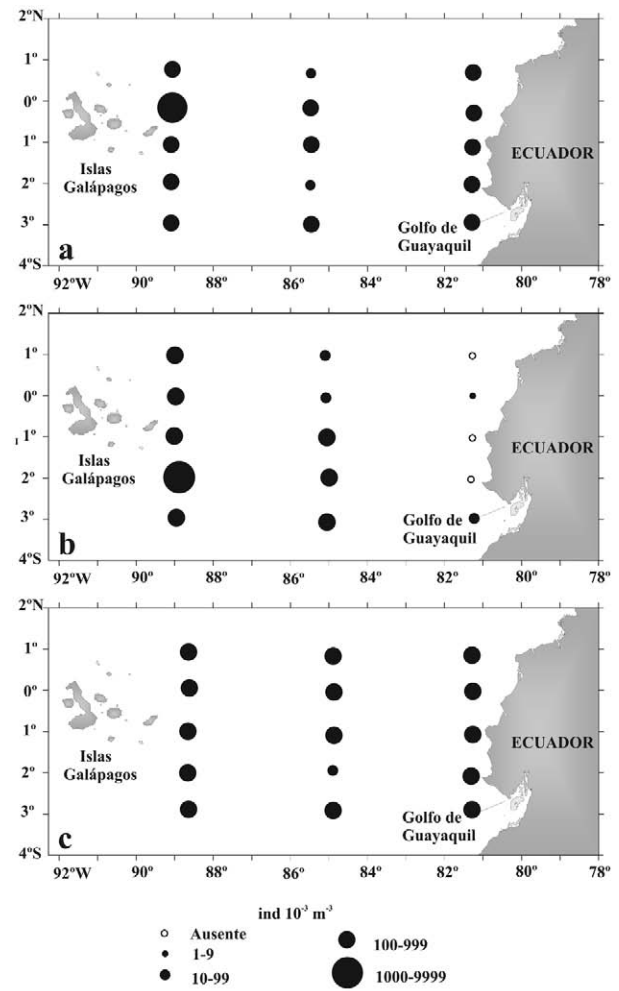 2ºN
1º
0º
1º
2º
3º
4ºS
Islas
Galápagos
ECUADOR
Golfo de
Guayaquil
a
92ºW 90º 88º 86º 84º 82º 80º 78º
2ºN
1º
0º
1º
2º
3º
4ºS
Islas
Galápagos
ECUADOR
Golfo de
Guayaquil
b
92ºW 90º 88º 86º 84º 82º 80º 78º
2ºN
1º
0º
1º
2º
3º
4ºS
Islas
Galápagos
ECUADOR
Golfo de
Guayaquil
c
92ºW 90º 88º 86º 84º 82º 80º 78º
ind 10⁻³ m⁻³
Ausente
1-9
10-99
100-999
1000-9999